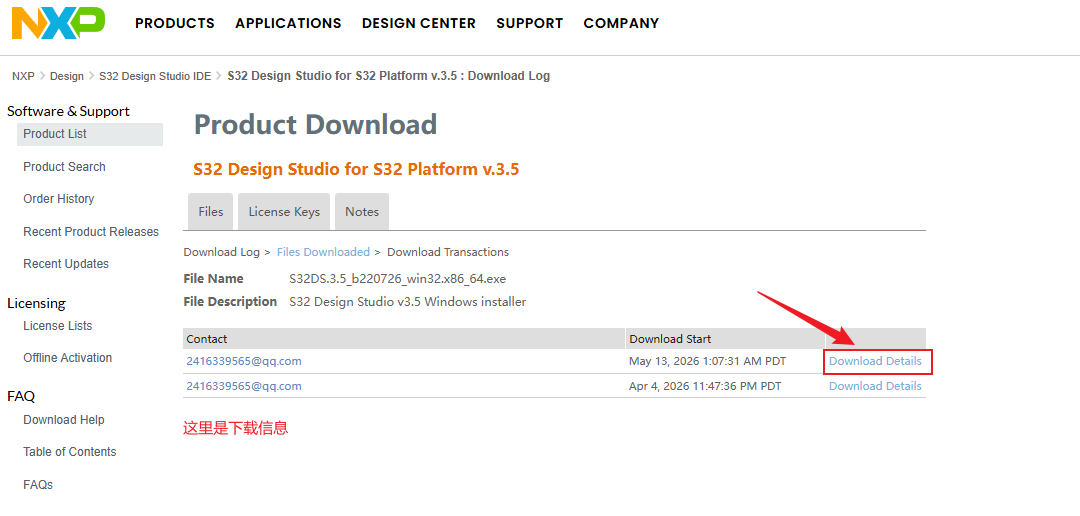 NXP
PRODUCTS APPLICATIONS DESIGN CENTER SUPPORT COMPANY
NXP > Design > S32 Design Studio IDE > S32 Design Studio for S32 Platform v.3.5 : Download Log
Software & Support
Product List
Product Search
Order History
Recent Product Releases
Recent Updates
Licensing
License Lists
Offline Activation
FAQ
Download Help
Table of Contents
FAQs
Product Download
S32 Design Studio for S32 Platform v.3.5
Files License Keys Notes
Download Log > Files Downloaded > Download Transactions
File Name S32DS.3.5_b220726_win32.x86_64.exe
File Description S32 Design Studio v3.5 Windows installer
Contact Download Start
2416339565@qq.com May 13, 2026 1:07:31 AM PDT Download Details
2416339565@qq.com Apr 4, 2026 11:47:36 PM PDT Download Details
这里是下载信息